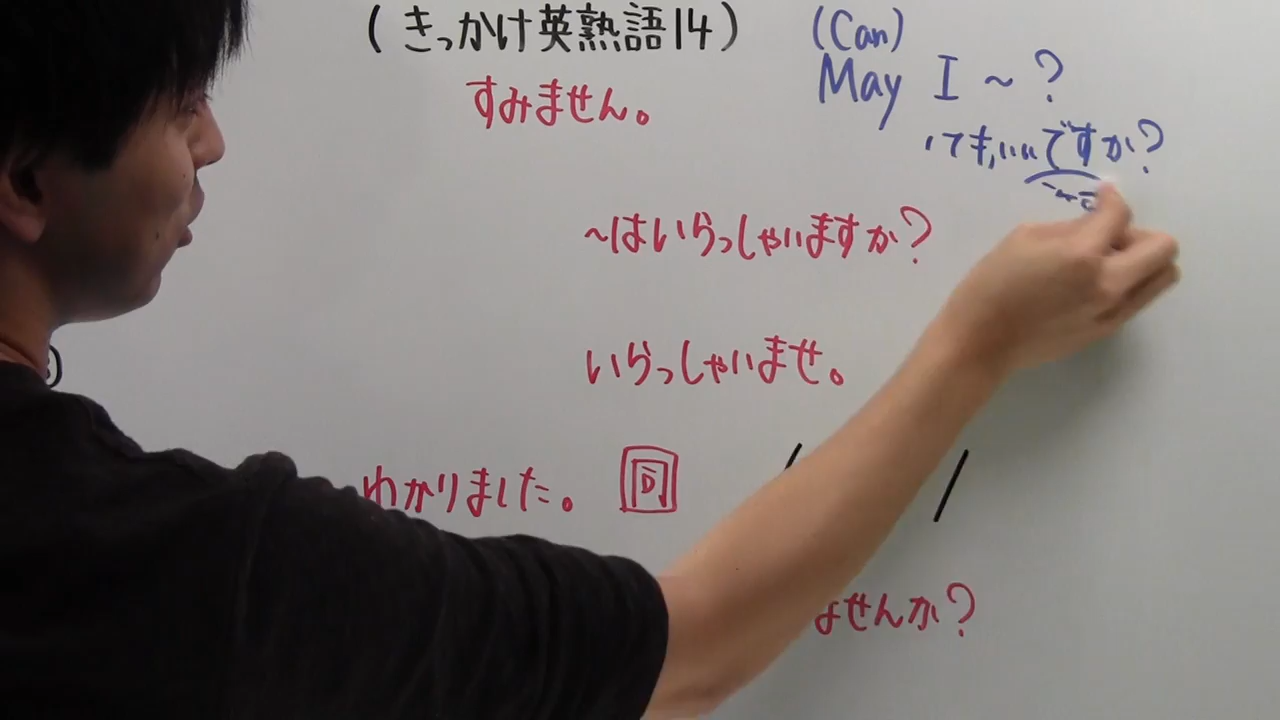 (きっかけ英熟語14)
(Can)
May I ~ ?
すみません。
ても,いいですか?
~はいらっしゃいますか?
いらっしゃいませ。
わかりました。 同
ませんか?